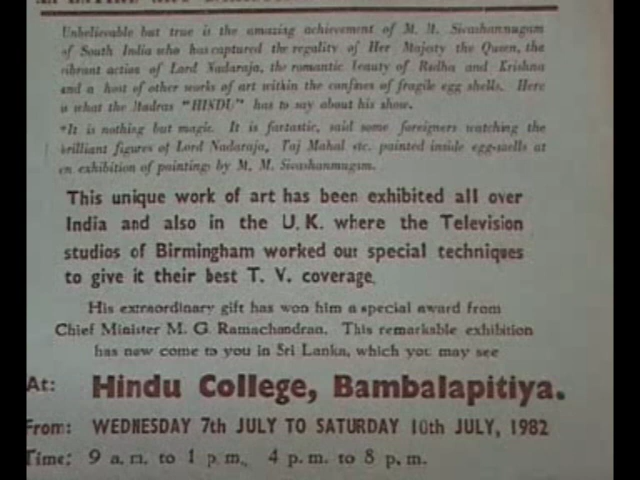 Unbelievable but true is the amazing achievement of M. M. Sivashanmugam
of South India who has captured the regality of Her Majesty the Queen, the
vibrant action of Lord Nadaraja, the romantic beauty of Radha and Krishna
and a host of other works of art within the confines of fragile egg shells. Here
is what the Madras "HINDU" has to say about his show.
"It is nothing but magic. It is fantastic, said some foreigners watching the
brilliant figures of Lord Nadaraja, Taj Mahal etc. painted inside egg-shells at
an exhibition of paintings by M. M. Sivashanmugam.
This unique work of art has been exhibited all over
India and also in the U.K. where the Television
studios of Birmingham worked our special techniques
to give it their best T. V. coverage.
His extraordinary gift has won him a special award from
Chief Minister M. G. Ramachandran. This remarkable exhibition
has now come to you in Sri Lanka, which you may see
At: Hindu College, Bambalapitiya.
From: WEDNESDAY 7th JULY TO SATURDAY 10th JULY, 1982
Time: 9 a.m. to 1 p.m., 4 p.m. to 8 p.m.